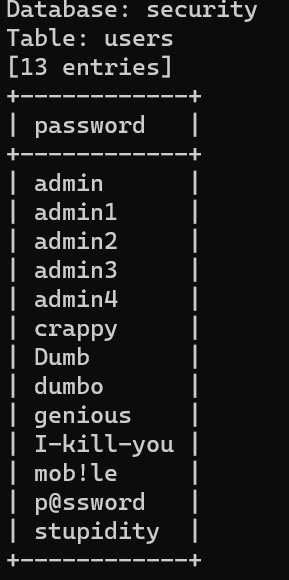 Database: security
Table: users
[13 entries]
+------------+
| password   |
+------------+
| admin      |
| admin1     |
| admin2     |
| admin3     |
| admin4     |
| crappy     |
| Dumb       |
| dumbo      |
| genious    |
| I-kill-you |
| mob!le     |
| p@ssword   |
| stupidity  |
+------------+